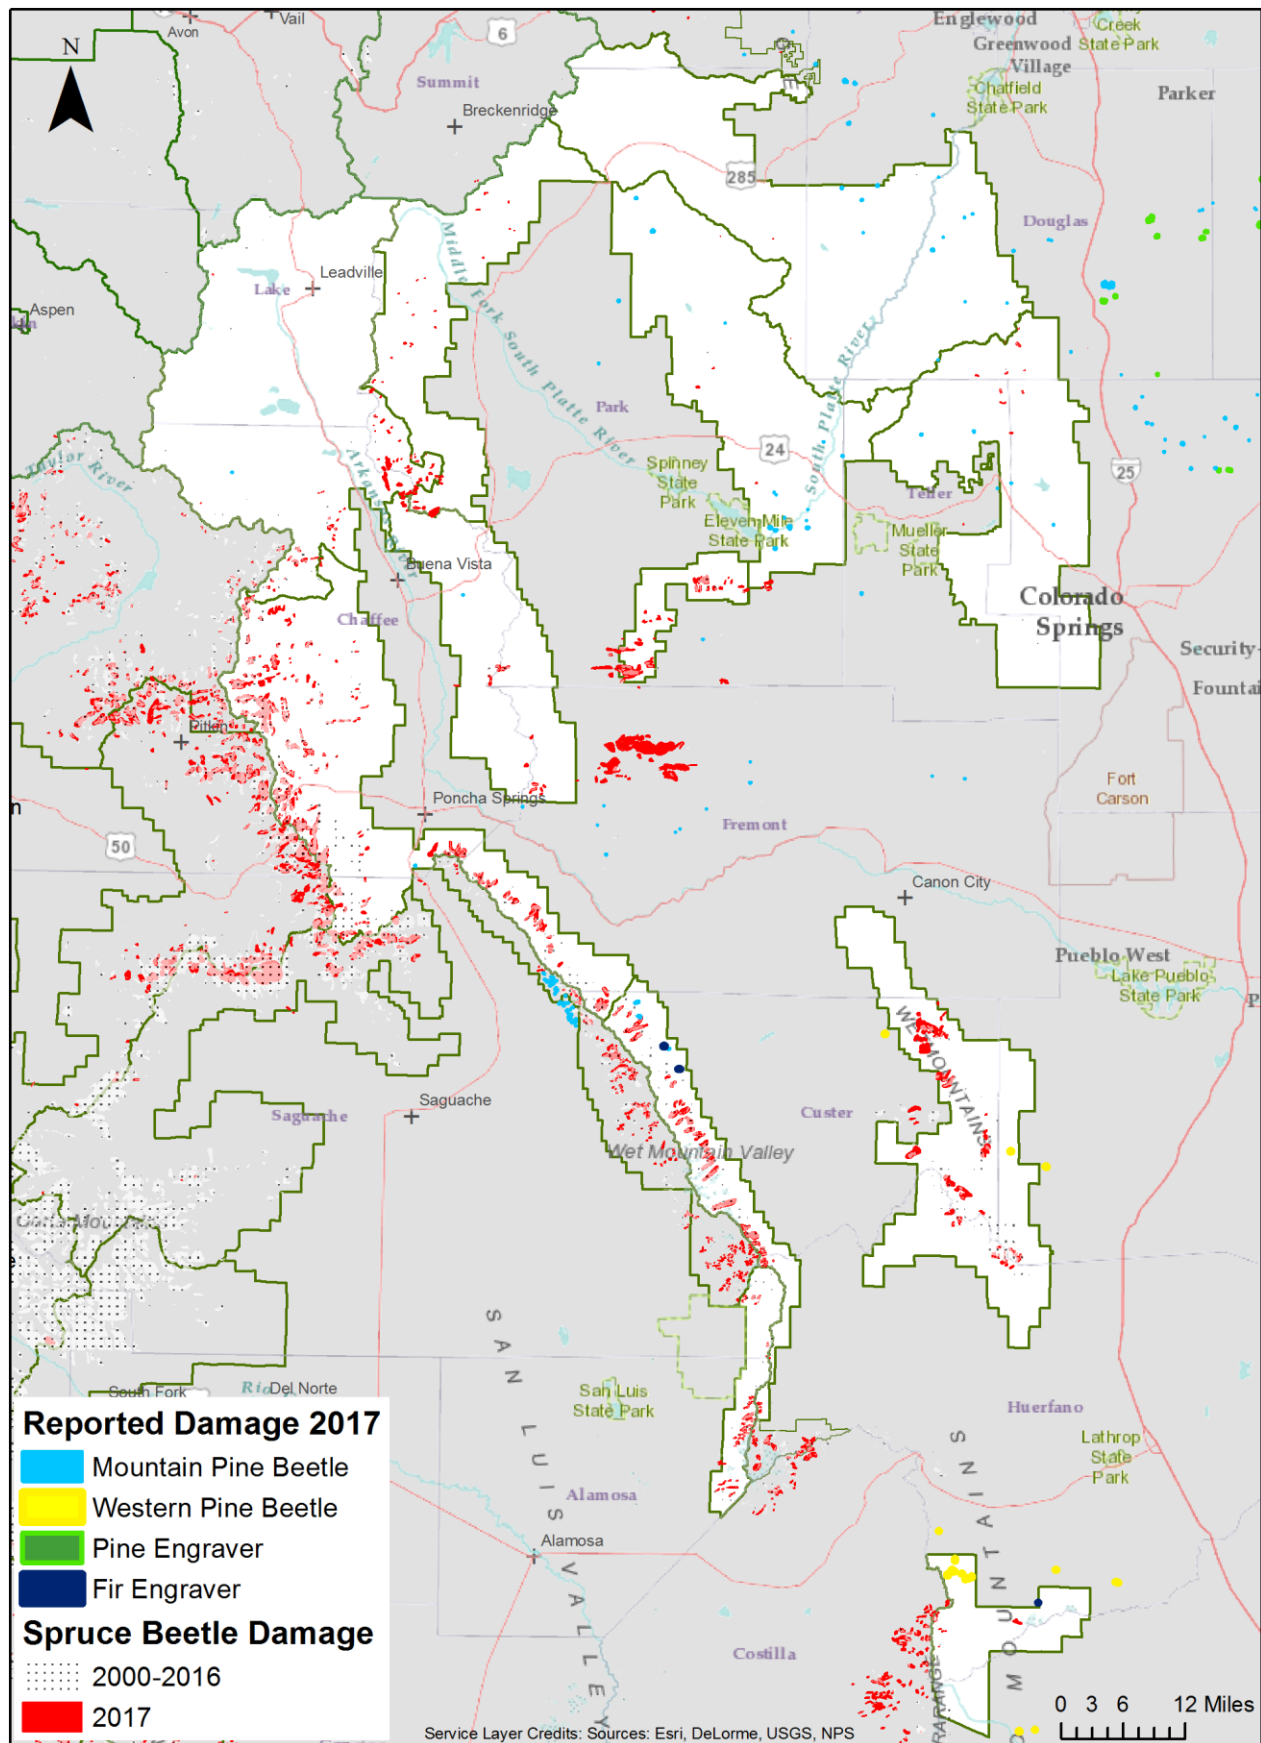 Avon
Vail
6
Englewood
Creek
State Park
Greenwood
Village
Chatfield
State Park
Parker
N
Summit
Breckenridge
285
Douglas
Middle Fork South Platte River
Leadville
Lake
Aspen
Park
South Platte River
24
Spinney
State
Park
Eleven Mile
State Park
Teller
Mueller
State
Park
25
Taylor River
Arkansas River
Buena Vista
Chaffee
Colorado
Springs
Security-
Fountai
Pitkin
Poncha Springs
50
Fort
Carson
Fremont
Canon City
Pueblo West
Lake Pueblo
State Park
P
WET MOUNTAINS
Saguache
Saguache
Custer
Wet Mountain Valley
SAN LUIS VALLEY
South Fork
Del Norte
San Luis
State Park
Huerfano
Lathrop
State
Park
Alamosa
Alamosa
Costilla
MOUNTAINS
Reported Damage 2017
Mountain Pine Beetle
Western Pine Beetle
Pine Engraver
Fir Engraver
Spruce Beetle Damage
2000-2016
2017
0 3 6 12 Miles
Service Layer Credits: Sources: Esri, DeLorme, USGS, NPS